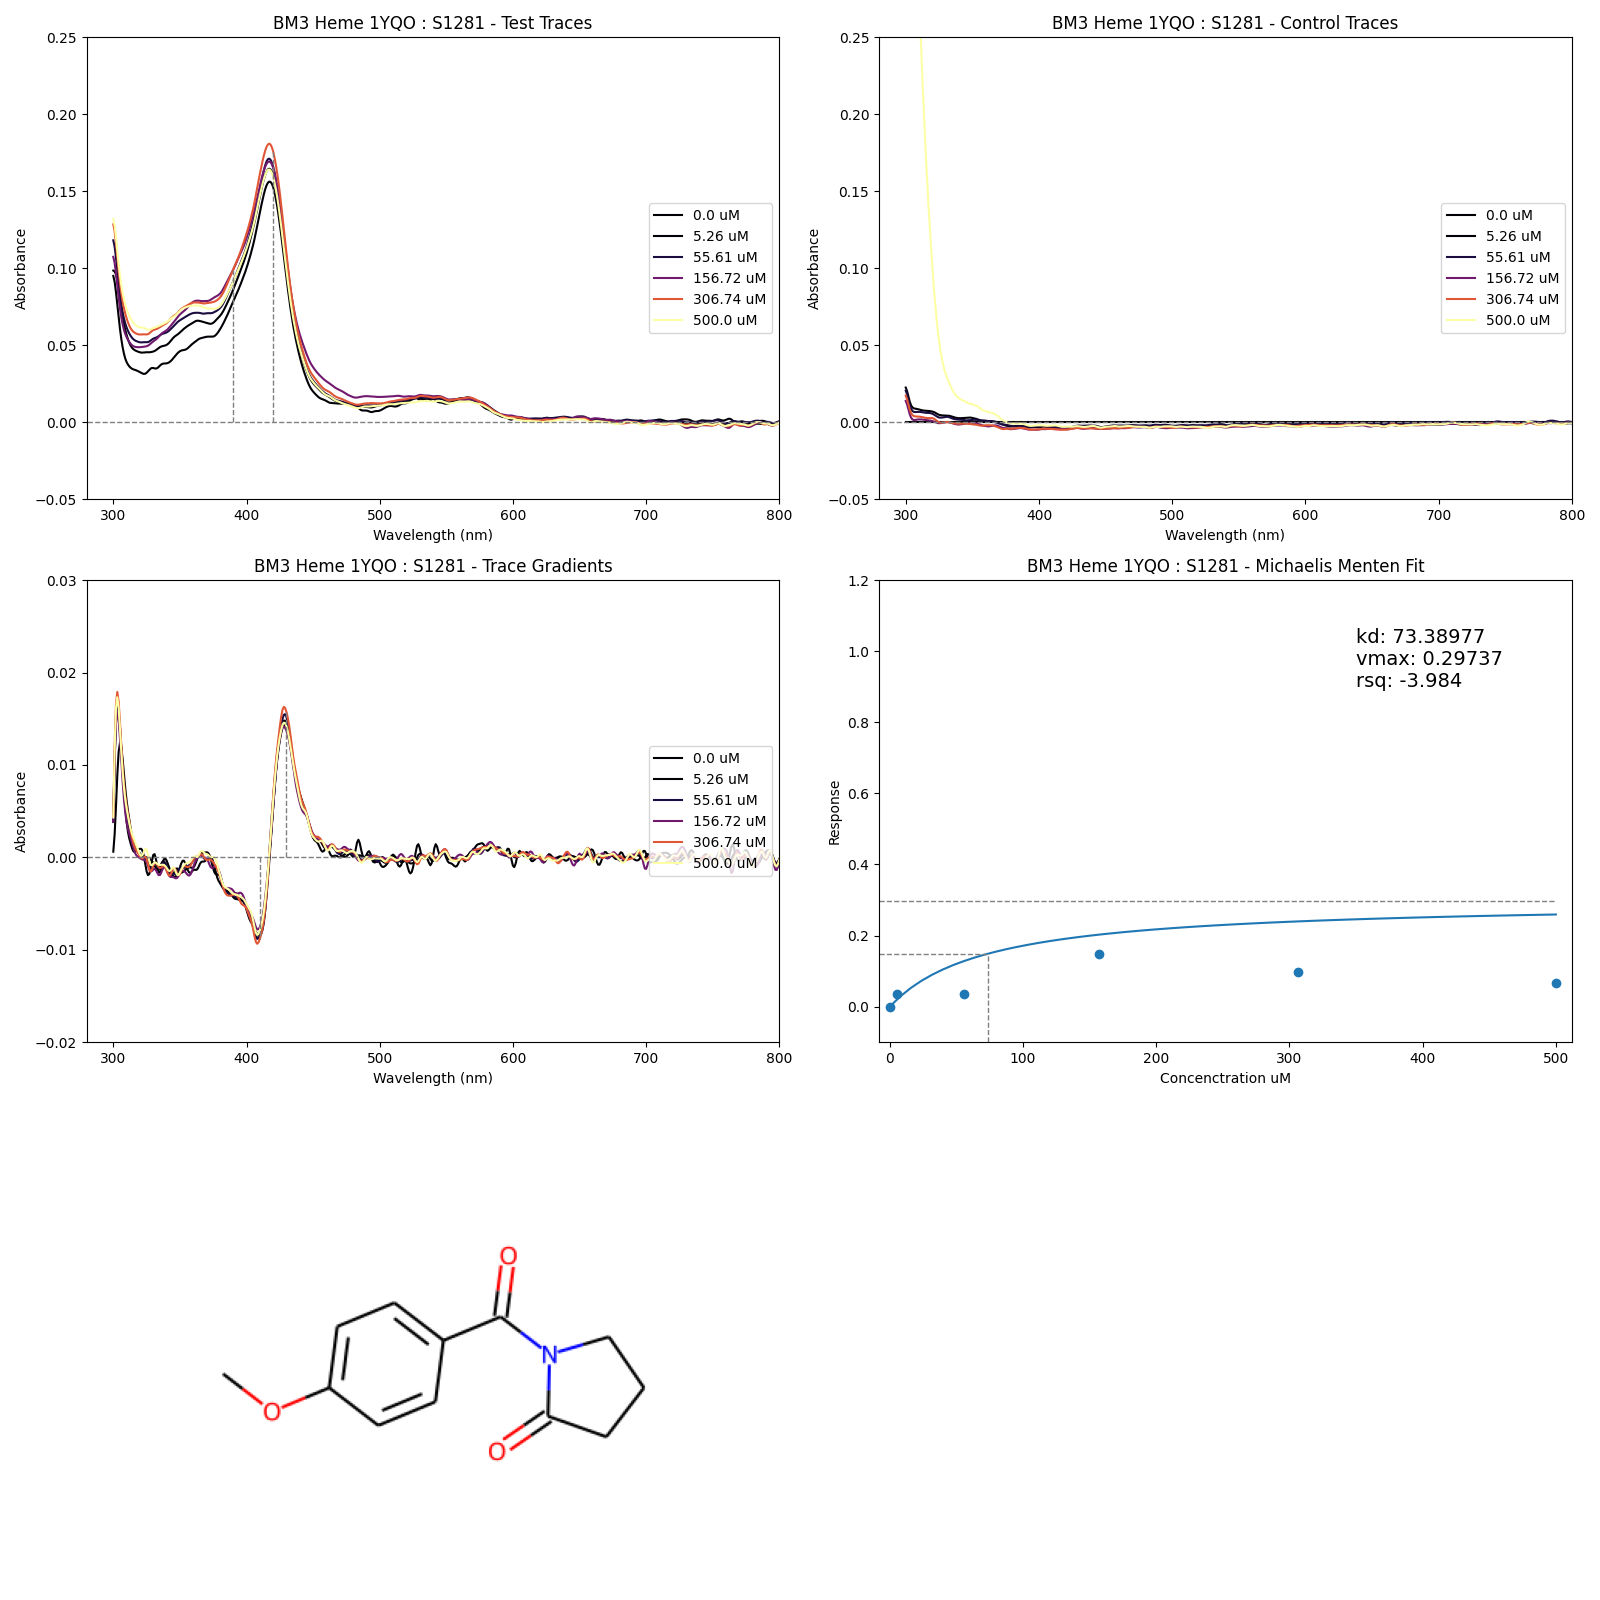 BM3 Heme 1YQO : S1281 - Test Traces
0.25
0.20
0.15
0.10
0.05
0.00
−0.05
Absorbance
300 400 500 600 700 800
Wavelength (nm)
0.0 uM
5.26 uM
55.61 uM
156.72 uM
306.74 uM
500.0 uM
BM3 Heme 1YQO : S1281 - Control Traces
0.25
0.20
0.15
0.10
0.05
0.00
−0.05
Absorbance
300 400 500 600 700 800
Wavelength (nm)
0.0 uM
5.26 uM
55.61 uM
156.72 uM
306.74 uM
500.0 uM
BM3 Heme 1YQO : S1281 - Trace Gradients
0.03
0.02
0.01
0.00
−0.01
−0.02
Absorbance
300 400 500 600 700 800
Wavelength (nm)
0.0 uM
5.26 uM
55.61 uM
156.72 uM
306.74 uM
500.0 uM
BM3 Heme 1YQO : S1281 - Michaelis Menten Fit
1.2
1.0
0.8
0.6
0.4
0.2
0.0
Response
0 100 200 300 400 500
Concenctration uM
kd: 73.38977
vmax: 0.29737
rsq: -3.984
O
N
O
O